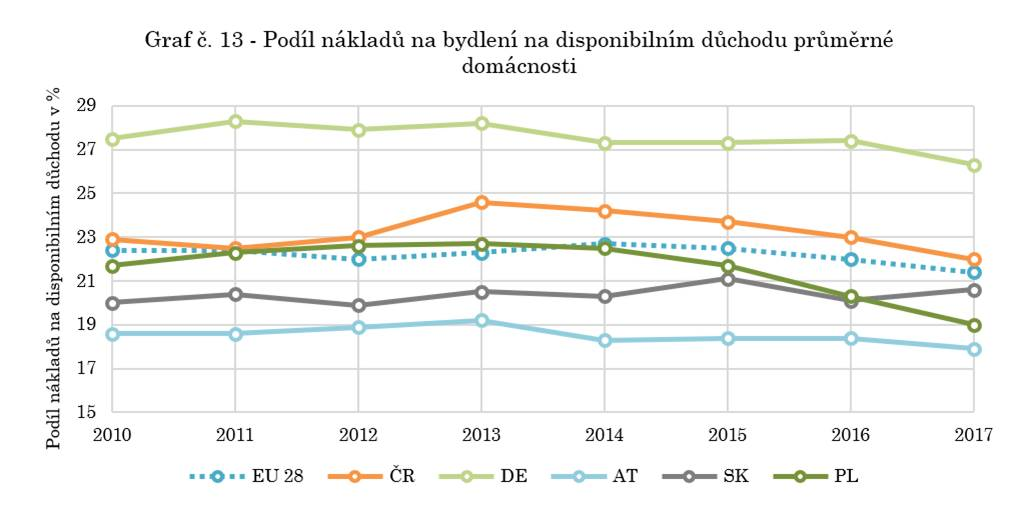 Graf č. 13 - Podíl nákladů na bydlení na disponibilním důchodu průměrné
domácnosti
Podíl nákladů na disponibilním důchodu v %
29
27
25
23
21
19
17
15
2010 2011 2012 2013 2014 2015 2016 2017
EU 28 ČR DE AT SK PL